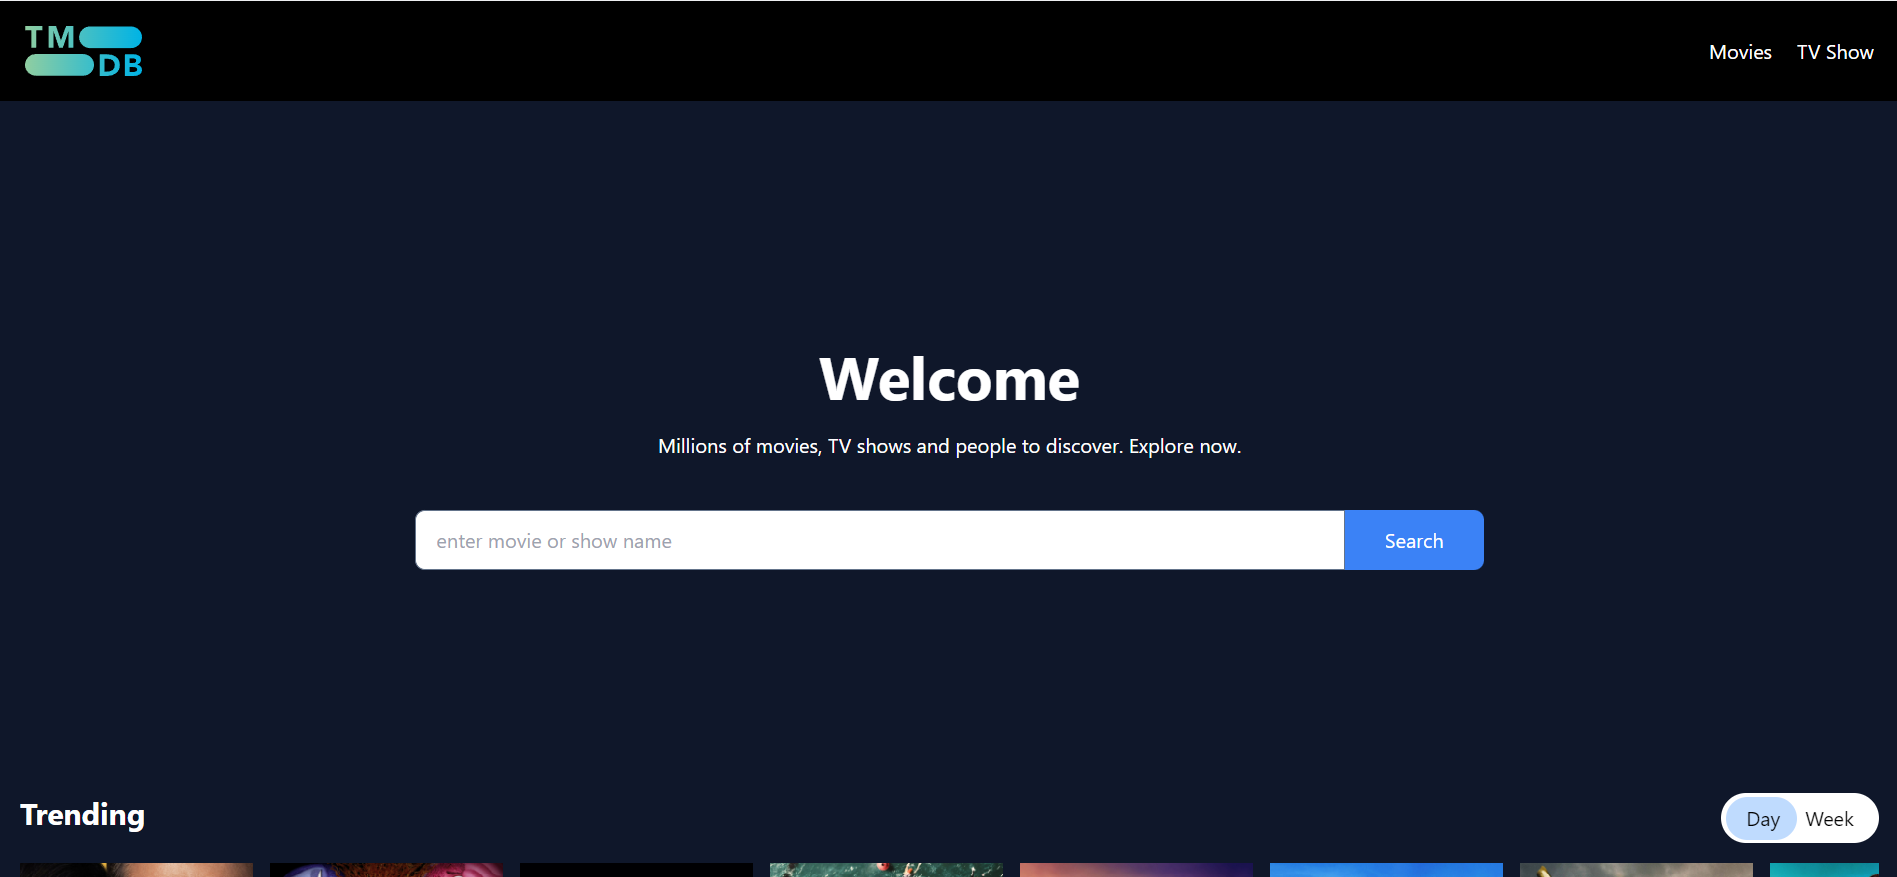 TM
DB
Movies TV Show
Welcome
Millions of movies, TV shows and people to discover. Explore now.
enter movie or show name Search
Trending Day Week